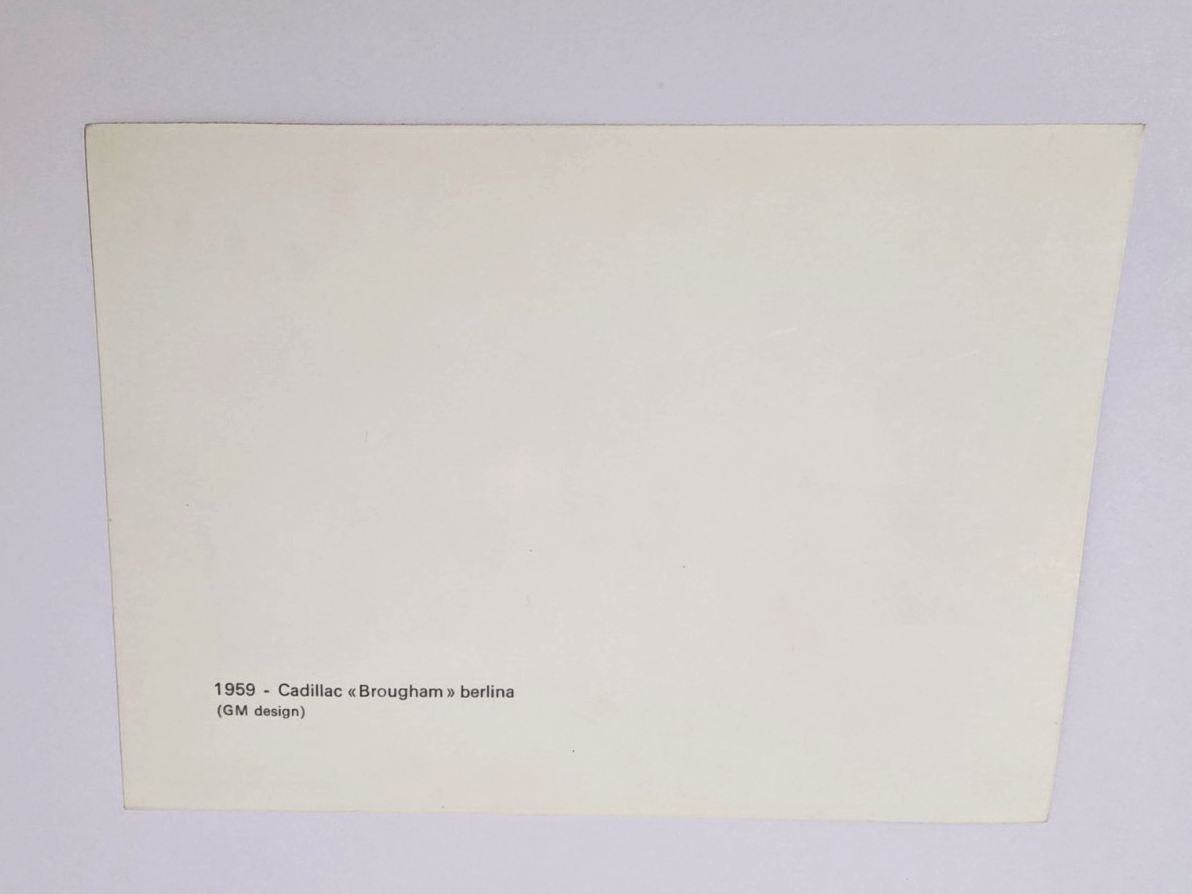 1959 - Cadillac «Brougham» berlina
(GM design)